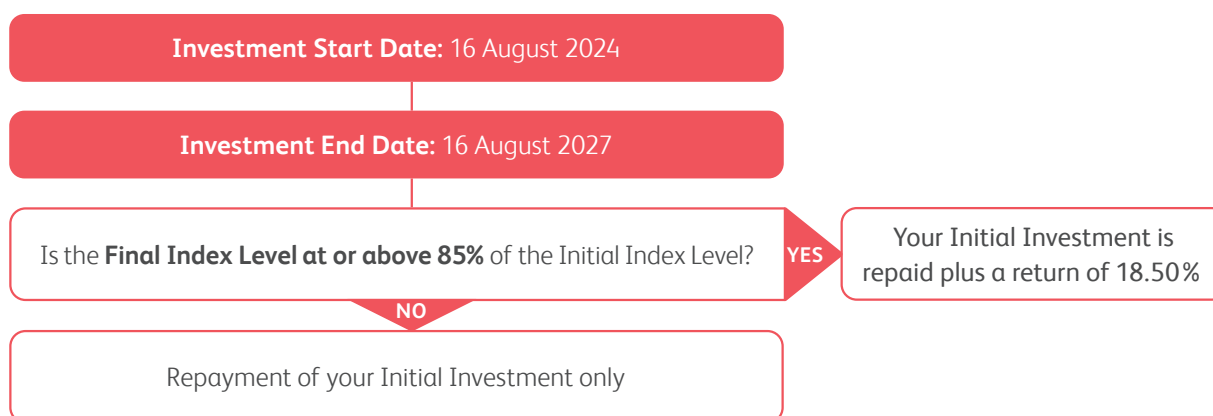 Investment Start Date: 16 August 2024
Investment End Date: 16 August 2027
Is the Final Index Level at or above 85% of the Initial Index Level?
YES
Your Initial Investment is
repaid plus a return of 18.50%
NO
Repayment of your Initial Investment only